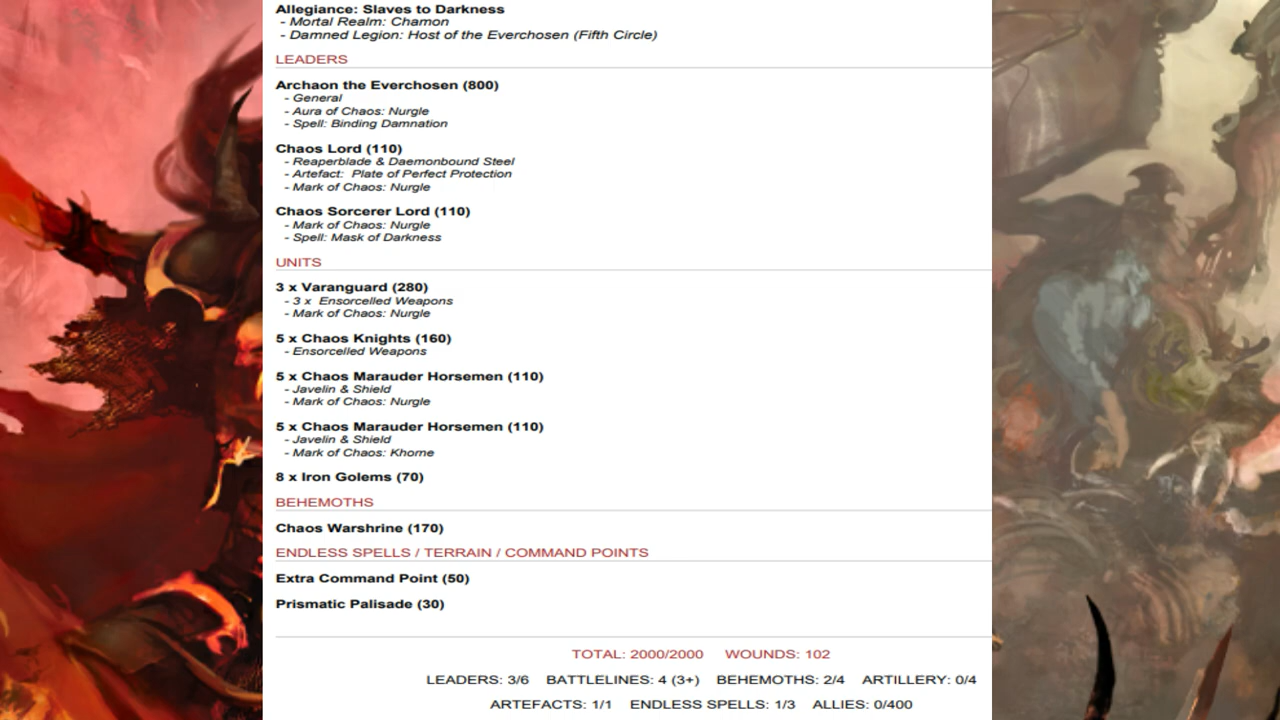 Allegiance: Slaves to Darkness
- Mortal Realm: Chamon
- Damned Legion: Host of the Everchosen (Fifth Circle)
LEADERS
Archaon the Everchosen (800)
- General
- Aura of Chaos: Nurgle
- Spell: Binding Damnation
Chaos Lord (110)
- Reaperblade & Daemonbound Steel
- Artefact: Plate of Perfect Protection
- Mark of Chaos: Nurgle
Chaos Sorcerer Lord (110)
- Mark of Chaos: Nurgle
- Spell: Mask of Darkness
UNITS
3 x Varanguard (280)
- 3 x Ensorcelled Weapons
- Mark of Chaos: Nurgle
5 x Chaos Knights (160)
- Ensorcelled Weapons
5 x Chaos Marauder Horsemen (110)
- Javelin & Shield
- Mark of Chaos: Nurgle
5 x Chaos Marauder Horsemen (110)
- Javelin & Shield
- Mark of Chaos: Khorne
8 x Iron Golems (70)
BEHEMOTHS
Chaos Warshrine (170)
ENDLESS SPELLS / TERRAIN / COMMAND POINTS
Extra Command Point (50)
Prismatic Palisade (30)
TOTAL: 2000/2000 WOUNDS: 102
LEADERS: 3/6 BATTLELINES: 4 (3+) BEHEMOTHS: 2/4 ARTILLERY: 0/4
ARTEFACTS: 1/1 ENDLESS SPELLS: 1/3 ALLIES: 0/400